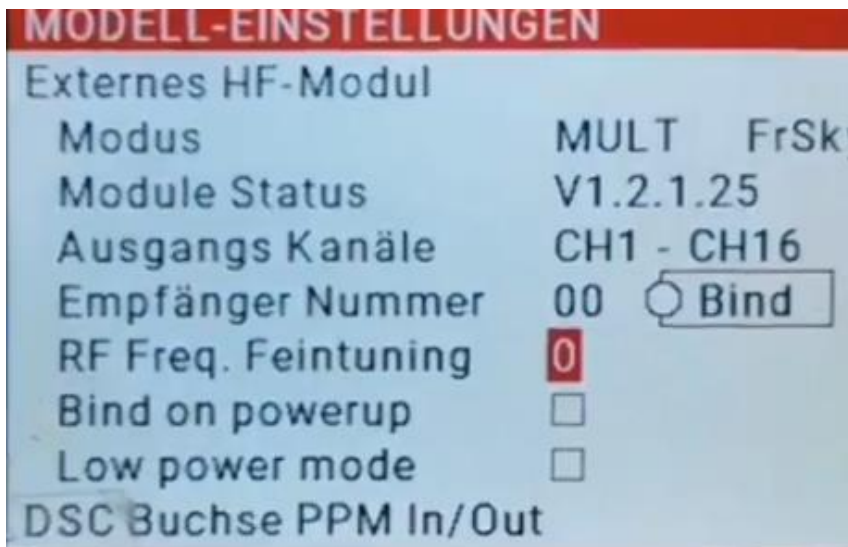 MODELL-EINSTELLUNGEN
Externes HF-Modul
Modus MULT FrSk
Module Status V1.2.1.25
Ausgangs Kanäle CH1 - CH16
Empfänger Nummer 00 Bind
RF Freq. Feintuning 0
Bind on powerup
Low power mode
DSC Buchse PPM In/Out